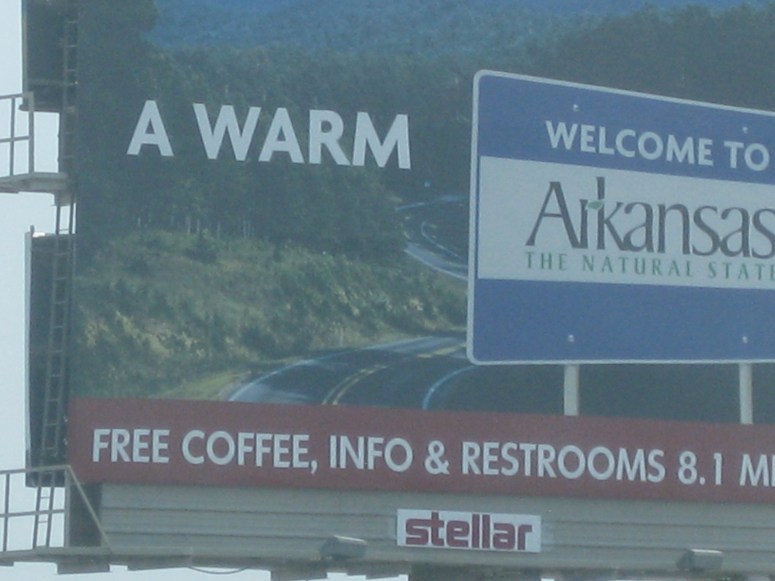 A WARM
WELCOME TO
Arkansas
THE NATURAL STATE
FREE COFFEE, INFO & RESTROOMS 8.1 MI
stellar